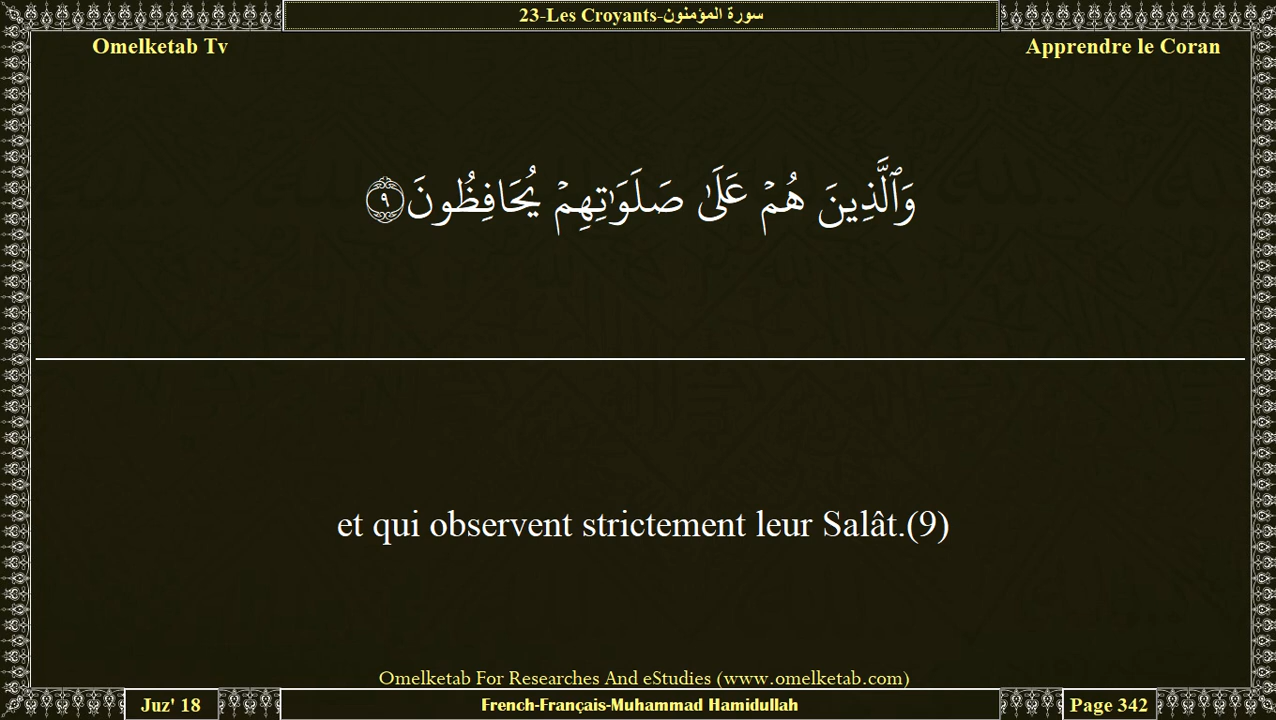 23-Les Croyants-سورة المؤمنون
Omelketab Tv
Apprendre le Coran
وَٱلَّذِينَ هُمۡ عَلَىٰ صَلَوَٰتِهِمۡ يُحَافِظُونَ ٩
et qui observent strictement leur Salât.(9)
Omelketab For Researches And eStudies (www.omelketab.com)
Juz' 18
French-Français-Muhammad Hamidullah
Page 342